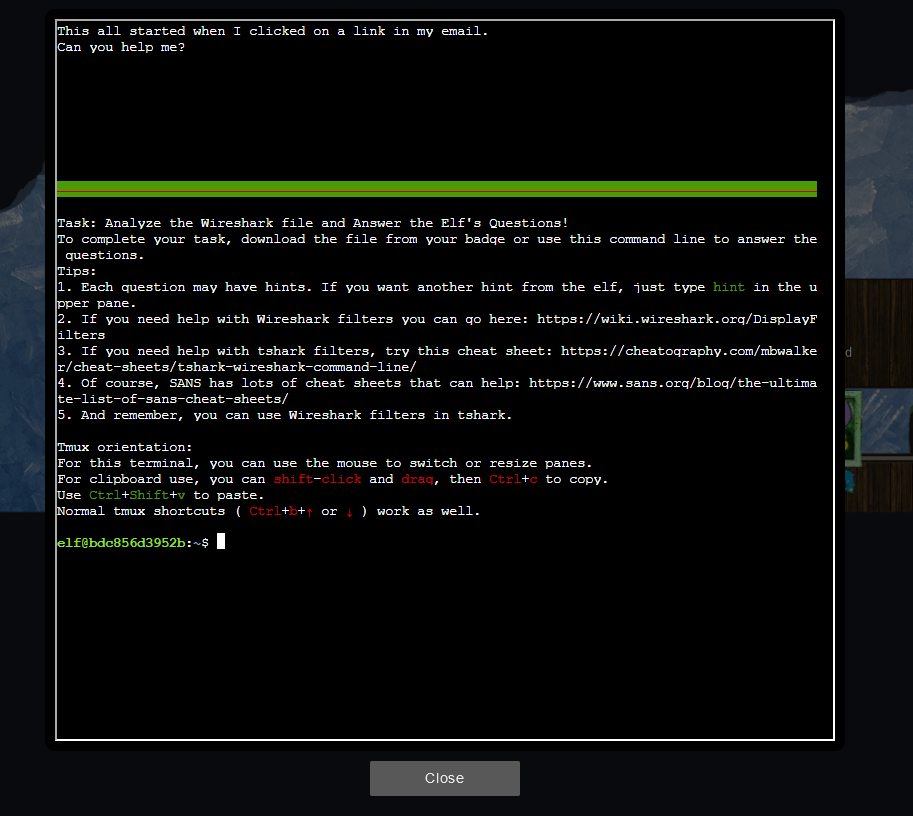 This all started when I clicked on a link in my email.
Can you help me?
Task: Analyze the Wireshark file and Answer the Elf's Questions!
To complete your task, download the file from your badge or use this command line to answer the
 questions.
Tips:
1. Each question may have hints. If you want another hint from the elf, just type hint in the u
pper pane.
2. If you need help with Wireshark filters you can go here: https://wiki.wireshark.org/DisplayF
ilters
3. If you need help with tshark filters, try this cheat sheet: https://cheatography.com/mbwalke
r/cheat-sheets/tshark-wireshark-command-line/
4. Of course, SANS has lots of cheat sheets that can help: https://www.sans.org/blog/the-ultima
te-list-of-sans-cheat-sheets/
5. And remember, you can use Wireshark filters in tshark.
Tmux orientation:
For this terminal, you can use the mouse to switch or resize panes.
For clipboard use, you can shift-click and drag, then Ctrl+c to copy.
Use Ctrl+Shift+v to paste.
Normal tmux shortcuts ( Ctrl+b+↑ or ↓ ) work as well.
elf@bdc856d3952b:~$
d
Close